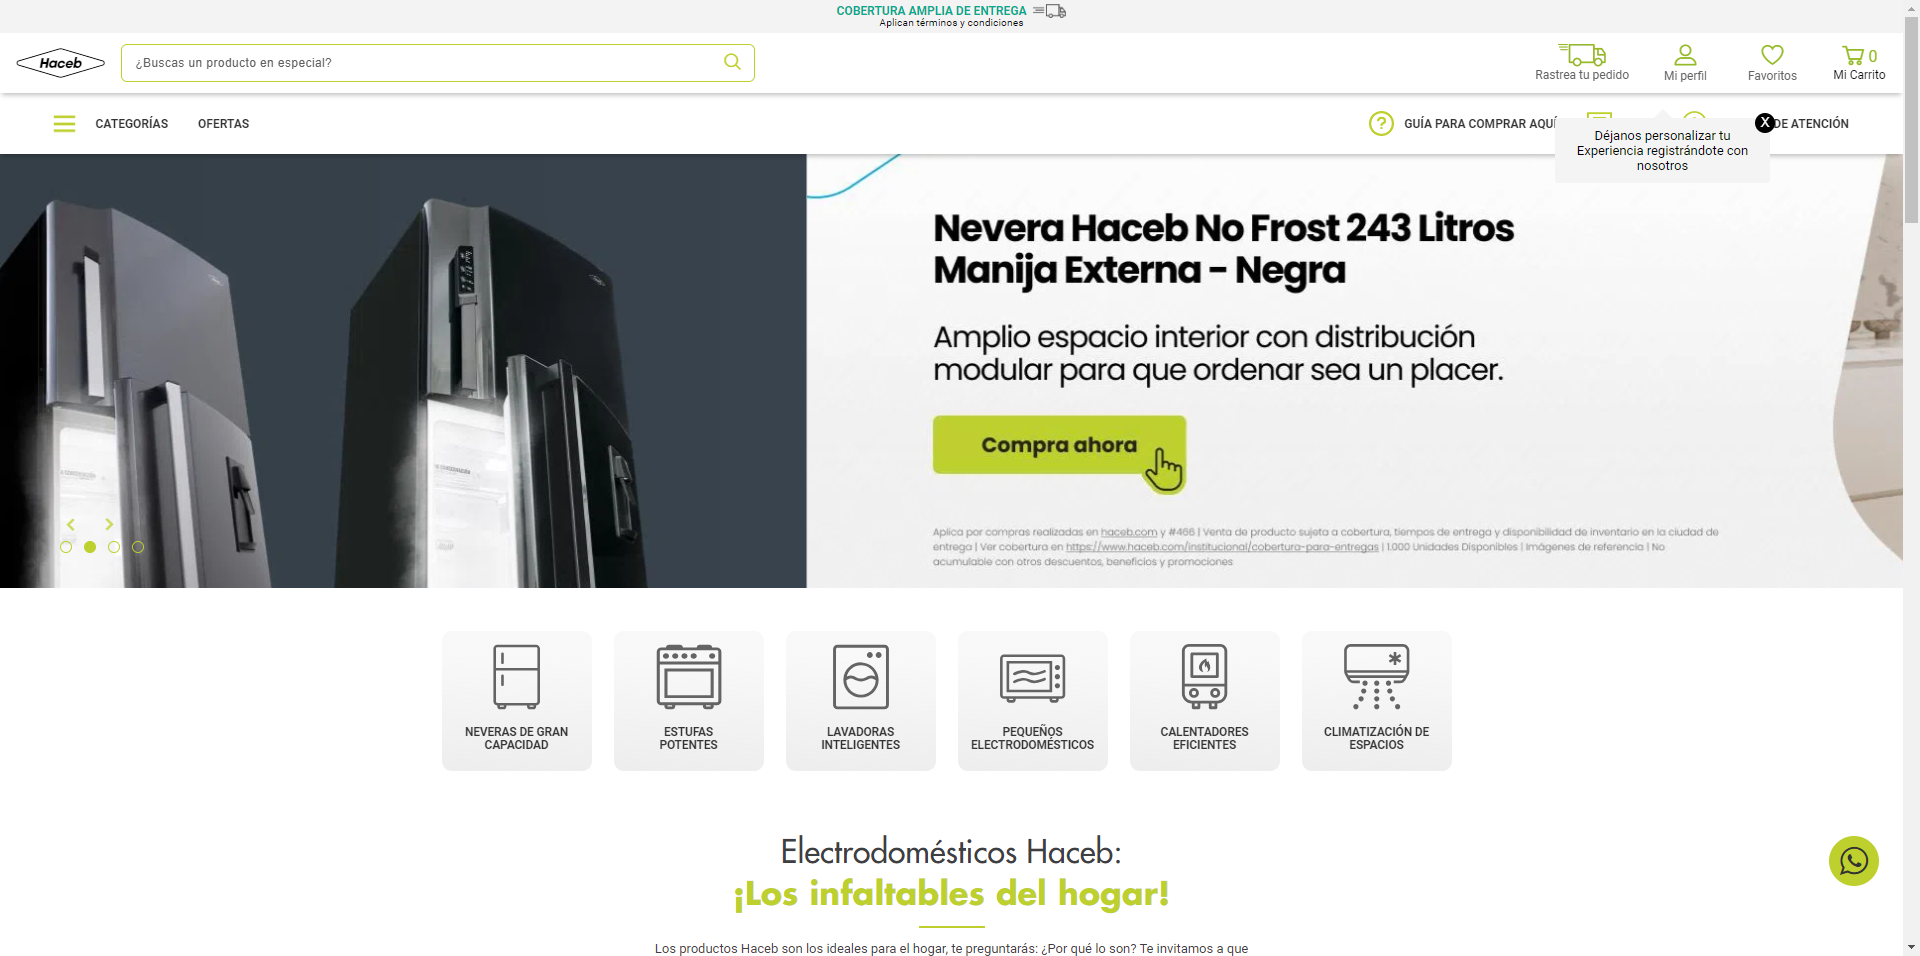 COBERTURA AMPLIA DE ENTREGA
Aplican términos y condiciones
Haceb
¿Buscas un producto en especial?
Rastrea tu pedido
Mi perfil
Favoritos
0
Mi Carrito
CATEGORÍAS
OFERTAS
GUÍA PARA COMPRAR AQUÍ
DE ATENCIÓN
X
Déjanos personalizar tu
Experiencia registrándote con
nosotros
Nevera Haceb No Frost 243 Litros
Manija Externa - Negra
Amplio espacio interior con distribución
modular para que ordenar sea un placer.
Compra ahora
Aplica por compras realizadas en haceb.com y #466 | Venta de producto sujeta a cobertura, tiempos de entrega y disponibilidad de inventario en la ciudad de
entrega | Ver cobertura en https://www.haceb.com/institucional/cobertura-para-entregas | 1.000 Unidades Disponibles | Imágenes de referencia | No
acumulable con otros descuentos, beneficios y promociones
NEVERAS DE GRAN
CAPACIDAD
ESTUFAS
POTENTES
LAVADORAS
INTELIGENTES
PEQUEÑOS
ELECTRODOMÉSTICOS
CALENTADORES
EFICIENTES
CLIMATIZACIÓN DE
ESPACIOS
Electrodomésticos Haceb:
¡Los infaltables del hogar!
Los productos Haceb son los ideales para el hogar, te preguntarás: ¿Por qué lo son? Te invitamos a que